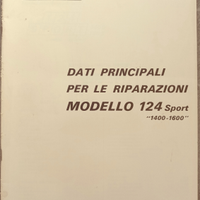 DATI PRINCIPALI
PER LE RIPARAZIONI
MODELLO 124 Sport
"1400-1600"